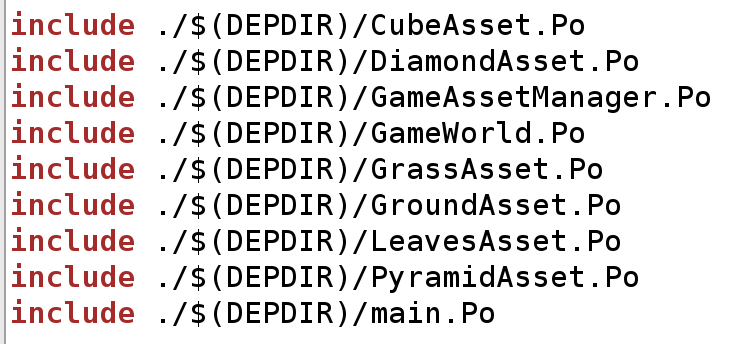 include ./$(DEPDIR)/CubeAsset.Po
include ./$(DEPDIR)/DiamondAsset.Po
include ./$(DEPDIR)/GameAssetManager.Po
include ./$(DEPDIR)/GameWorld.Po
include ./$(DEPDIR)/GrassAsset.Po
include ./$(DEPDIR)/GroundAsset.Po
include ./$(DEPDIR)/LeavesAsset.Po
include ./$(DEPDIR)/PyramidAsset.Po
include ./$(DEPDIR)/main.Po